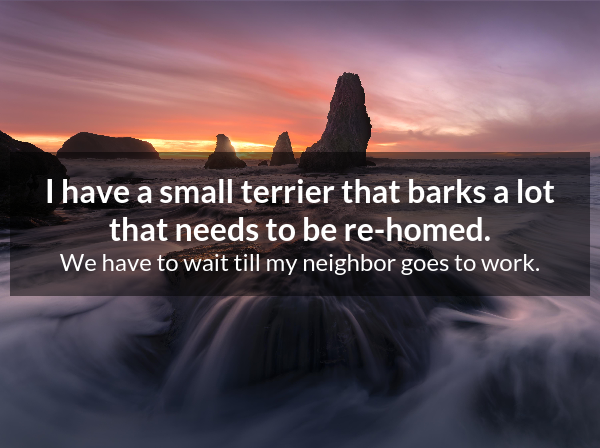 I have a small terrier that barks a lot
that needs to be re-homed.
We have to wait till my neighbor goes to work.